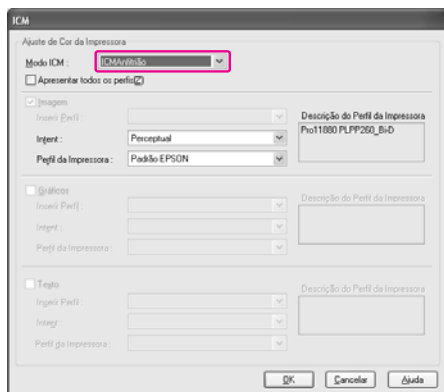 ICM
Ajuste de Cor da Impressora
Modo ICM : ICMAnfitrião
Apresentar todos os perfis(Z)
Imagem
Inserir Perfil :
Intent : Perceptual
Perfil da Impressora : Padrão EPSON
Descrição do Perfil da Impressora
Pro11880 PLPP260_Bi-D
Gráficos
Inserir Perfil :
Intent :
Perfil da Impressora :
Descrição do Perfil da Impressora
Texto
Inserir Perfil :
Intent :
Perfil da Impressora :
Descrição do Perfil da Impressora
OK Cancelar Ajuda